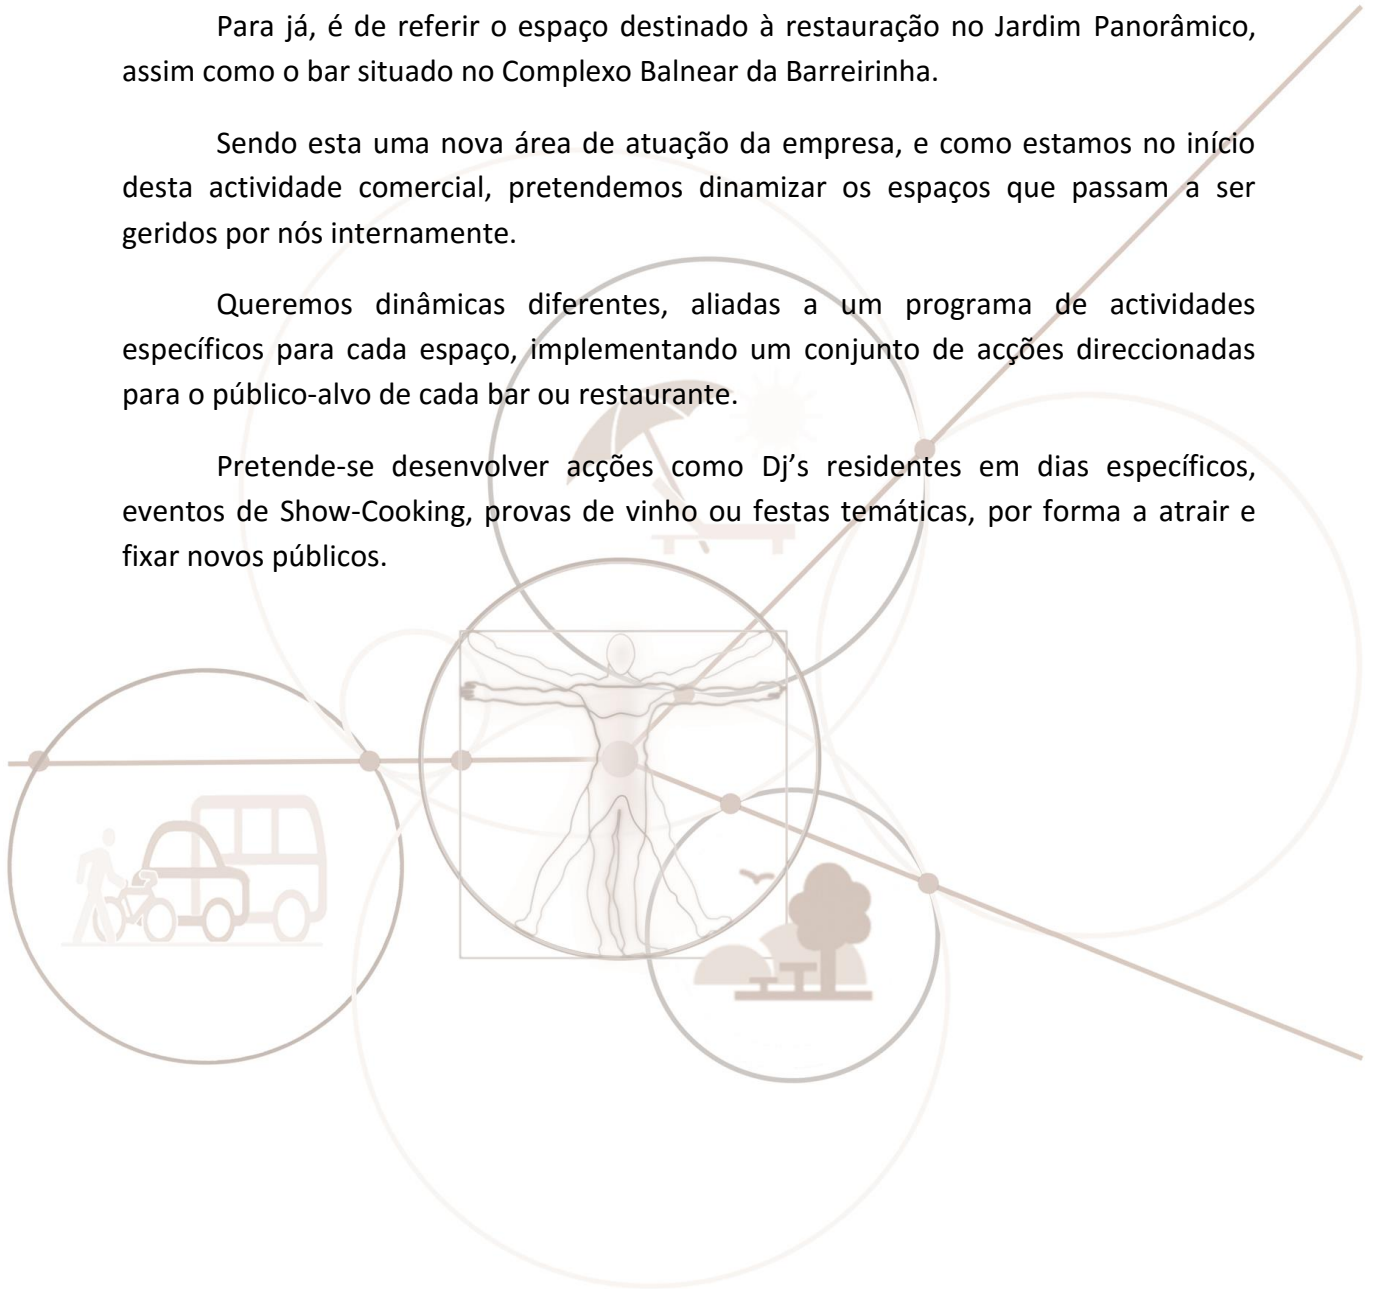 Para já, é de referir o espaço destinado à restauração no Jardim Panorâmico,
assim como o bar situado no Complexo Balnear da Barreirinha.
Sendo esta uma nova área de atuação da empresa, e como estamos no início
desta actividade comercial, pretendemos dinamizar os espaços que passam a ser
geridos por nós internamente.
Queremos dinâmicas diferentes, aliadas a um programa de actividades
específicos para cada espaço, implementando um conjunto de acções direccionadas
para o público-alvo de cada bar ou restaurante.
Pretende-se desenvolver acções como Dj’s residentes em dias específicos,
eventos de Show-Cooking, provas de vinho ou festas temáticas, por forma a atrair e
fixar novos públicos.